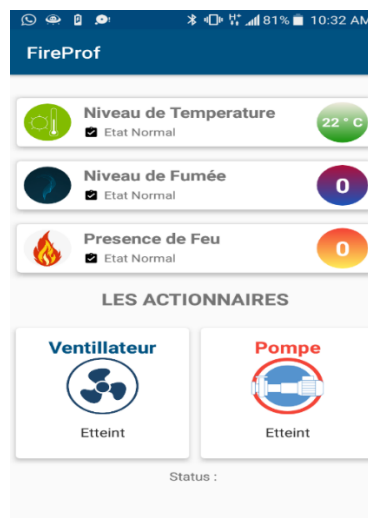 81% 10:32 AM
FireProf
Niveau de Temperature
Etat Normal
22 ° C
Niveau de Fumée
Etat Normal
0
Presence de Feu
Etat Normal
0
LES ACTIONNAIRES
Ventillateur
Pompe
Etteint
Etteint
Status :